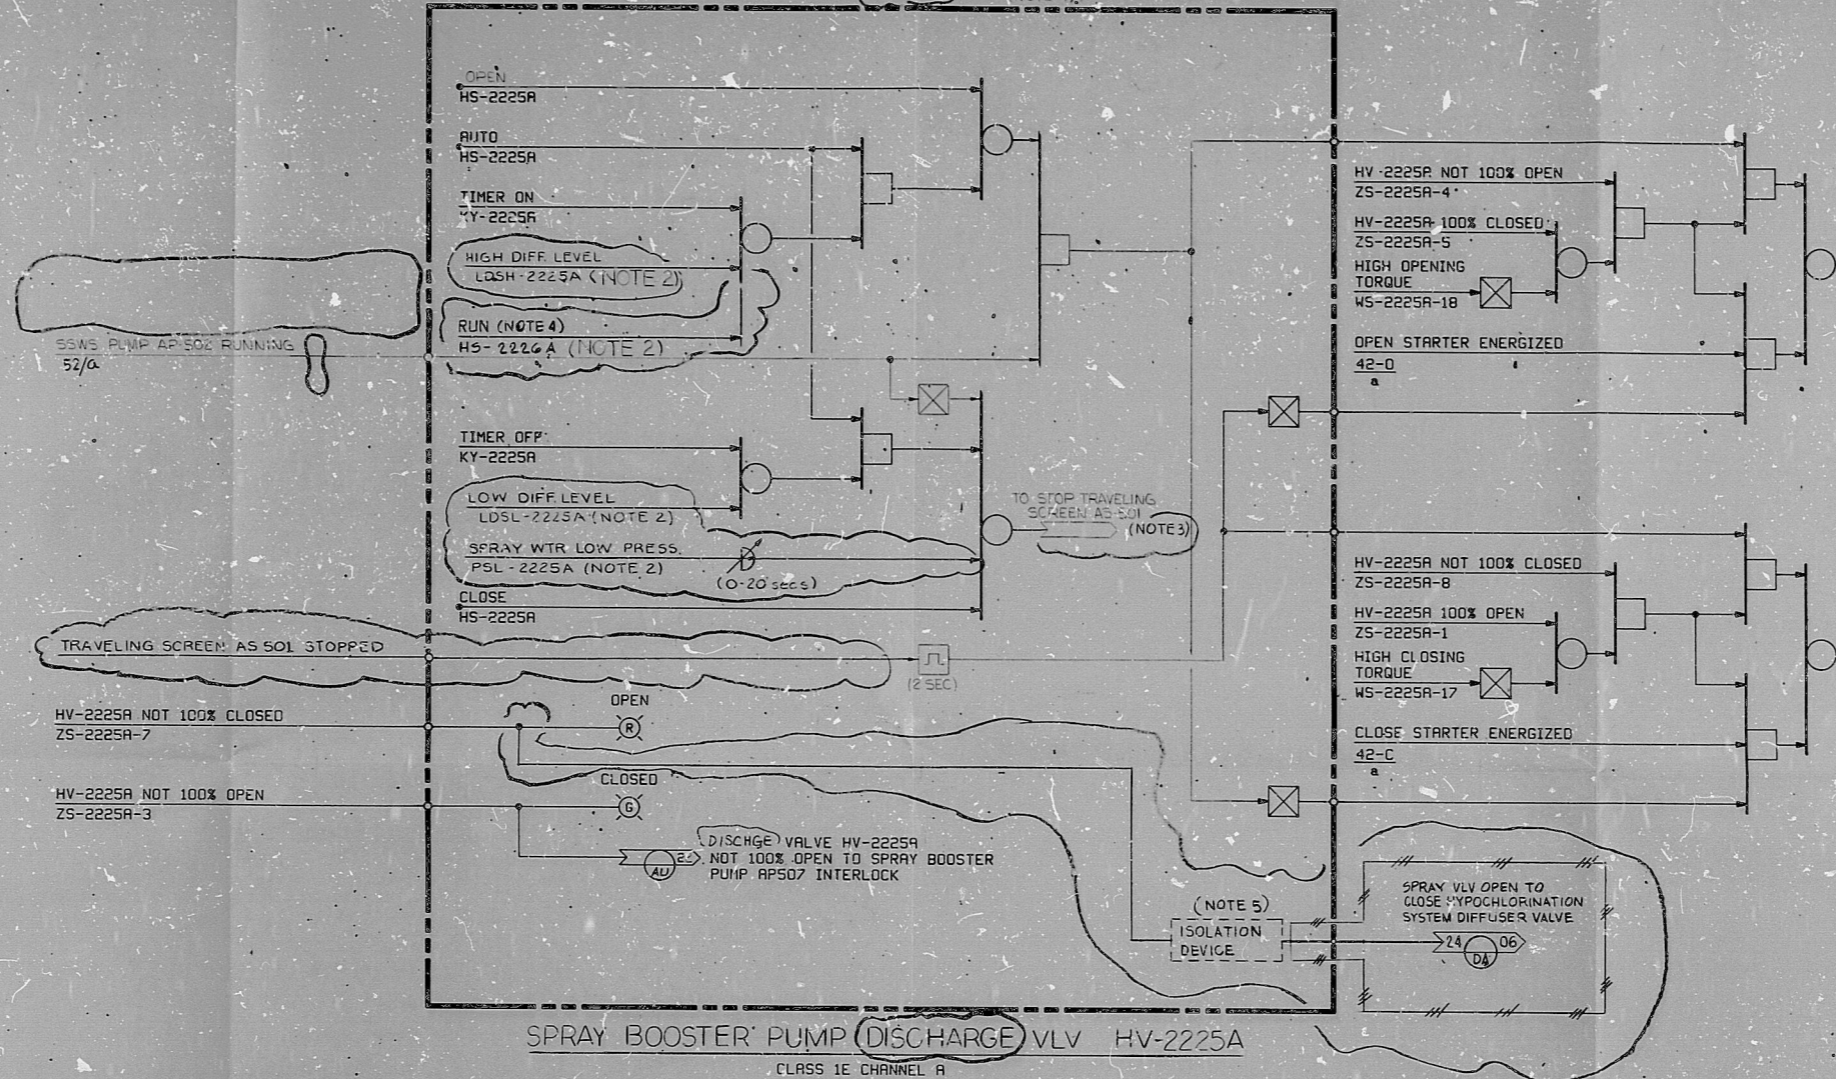 OPEN
HS-2225A
AUTO
HS-2225A
TIMER ON
KY-2225A
HIGH DIFF. LEVEL
LDSH-2225A (NOTE 2)
RUN (NOTE 4)
HS-2226A (NOTE 2)
SSWS PUMP AP-502 RUNNING
52/a
TIMER OFF
KY-2225A
LOW DIFF. LEVEL
LDSL-2225A (NOTE 2)
SPRAY WTR LOW PRESS.
PSL-2225A (NOTE 2)
(0-20 secs)
CLOSE
HS-2225A
TO STOP TRAVELING
SCREEN AS-501
(NOTE 3)
TRAVELING SCREEN AS 501 STOPPED
(2 SEC)
HV-2225A NOT 100% CLOSED
ZS-2225A-7
OPEN
R
HV-2225A NOT 100% OPEN
ZS-2225A-3
CLOSED
G
AU
DISCHGE VALVE HV-2225A
NOT 100% OPEN TO SPRAY BOOSTER
PUMP AP507 INTERLOCK
HV-2225A NOT 100% OPEN
ZS-2225A-4
HV-2225A 100% CLOSED
ZS-2225A-5
HIGH OPENING
TORQUE
WS-2225A-18
OPEN STARTER ENERGIZED
42-O
a
HV-2225A NOT 100% CLOSED
ZS-2225A-8
HV-2225A 100% OPEN
ZS-2225A-1
HIGH CLOSING
TORQUE
WS-2225A-17
CLOSE STARTER ENERGIZED
42-C
a
(NOTE 5)
ISOLATION
DEVICE
SPRAY VLV OPEN TO
CLOSE HYPOCHLORINATION
SYSTEM DIFFUSER VALVE
24 06
DA
SPRAY BOOSTER PUMP DISCHARGE VLV HV-2225A
CLASS 1E CHANNEL A